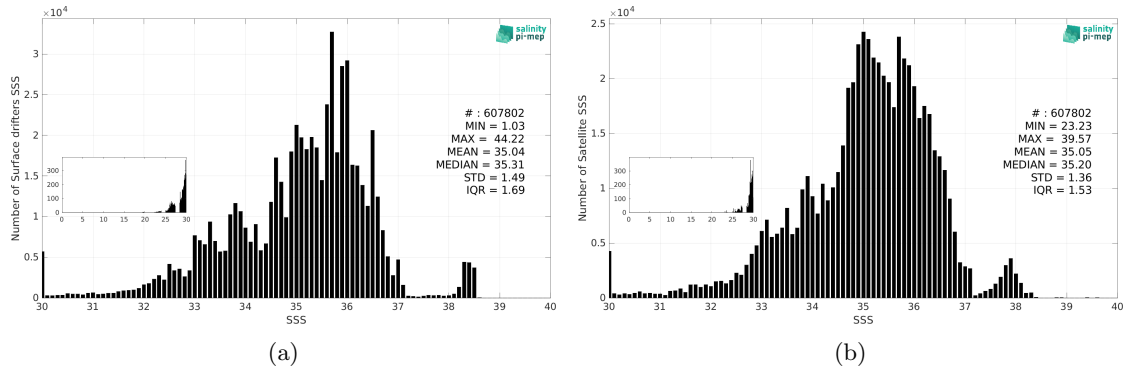 ×10^4
salinity
pi-mep
Number of Surface drifters SSS
3
2.5
2
1.5
1
0.5
0
# : 607802
MIN = 1.03
MAX = 44.22
MEAN = 35.04
MEDIAN = 35.31
STD = 1.49
IQR = 1.69
300
200
100
0
0 5 10 15 20 25 30
30 31 32 33 34 35 36 37 38 39 40
SSS
(a)
×10^4
salinity
pi-mep
Number of Satellite SSS
2.5
2
1.5
1
0.5
0
# : 607802
MIN = 23.23
MAX = 39.57
MEAN = 35.05
MEDIAN = 35.20
STD = 1.36
IQR = 1.53
300
200
100
0
0 5 10 15 20 25 30
30 31 32 33 34 35 36 37 38 39 40
SSS
(b)